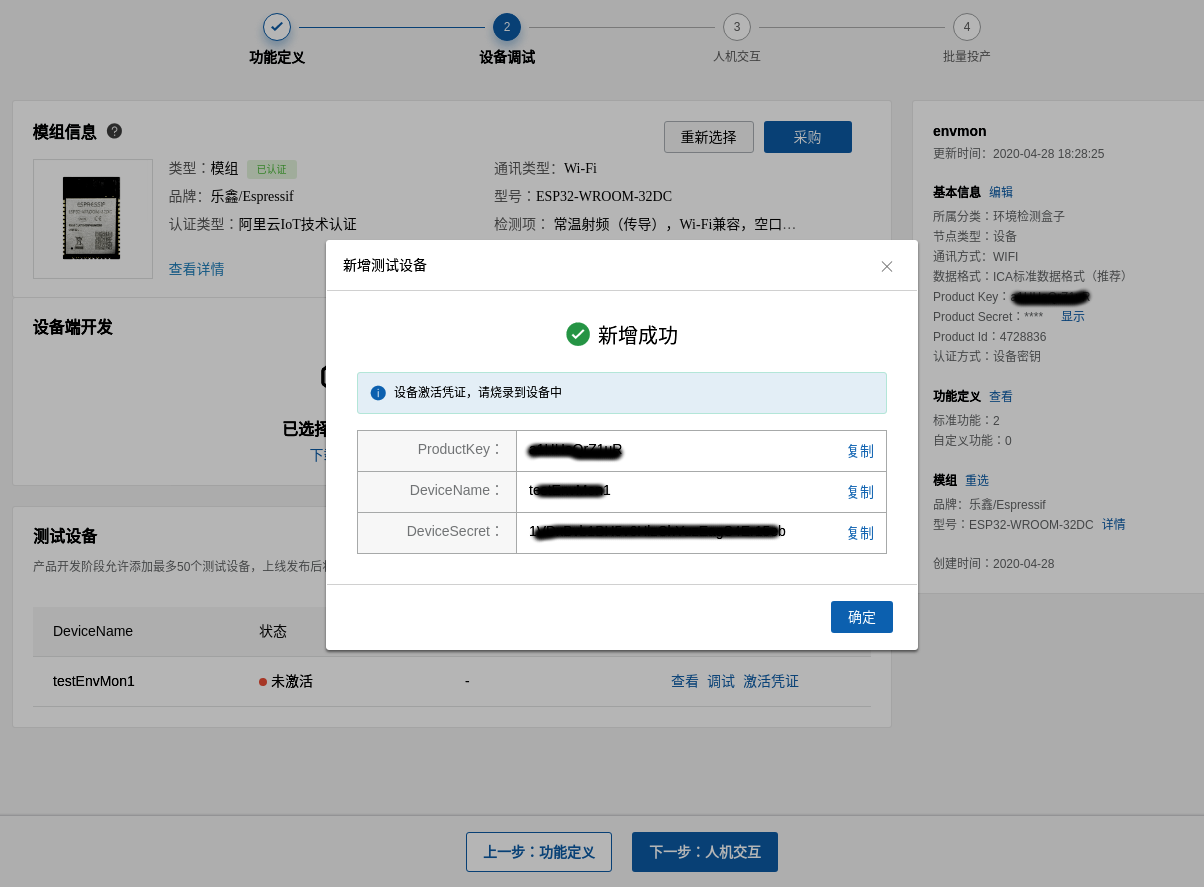 2 3 4
功能定义 设备调试 人机交互 批量投产
模组信息 ?
重新选择 采购
类型：模组 已认证 通讯类型：Wi-Fi
品牌：乐鑫/Espressif 型号：ESP32-WROOM-32DC
认证类型：阿里云IoT技术认证 检测项： 常温射频（传导），Wi-Fi兼容，空口…
查看详情
ESPRESSIF
设备端开发
已选择
测试设备
产品开发阶段允许添加最多50个测试设备，上线发布后
DeviceName 状态
testEnvMon1 未激活 - 查看 调试 激活凭证
新增测试设备
新增成功
设备激活凭证，请烧录到设备中
ProductKey： 复制
DeviceName： 复制
DeviceSecret： 复制
确定
envmon
更新时间：2020-04-28 18:28:25
基本信息 编辑
所属分类：环境检测盒子
节点类型：设备
通讯方式：WIFI
数据格式：ICA标准数据格式（推荐）
Product Key：
Product Secret：**** 显示
Product Id：4728836
认证方式：设备密钥
功能定义 查看
标准功能：2
自定义功能：0
模组 重选
品牌：乐鑫/Espressif
型号：ESP32-WROOM-32DC 详情
创建时间：2020-04-28
上一步：功能定义 下一步：人机交互